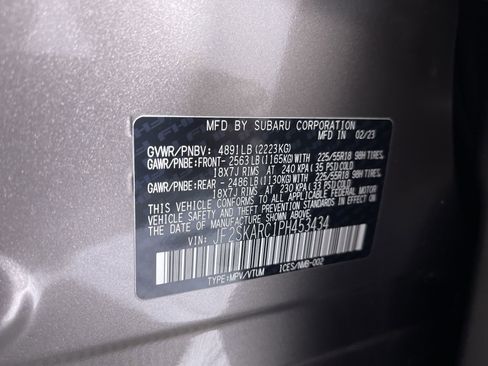 MFD BY SUBARU CORPORATION
MFD IN 02/23
GVWR/PNBV: 4891LB(2223KG)
GAWR/PNBE:FRONT-2563LB(1165KG)WITH 225/55R18 98H TIRES,
18X7J RIMS AT 240 KPA(35 PSI)COLD
GAWR/PNBE:REAR -2486LB(1130KG)WITH 225/55R18 98H TIRES,
18X7J RIMS AT 230 KPA(33 PSI)COLD
THIS VEHICLE CONFORMS TO ALL APPLICABLE FEDERAL MOTOR
VEHICLE SAFETY AND THEFT PREVENTION STANDARDS IN EFFECT ON
THE DATE OF MANUFACTURE SHOWN ABOVE.
VIN: JF2SKARC1PH453434
TYPE:MPV/VTUM ICES/NMB-002